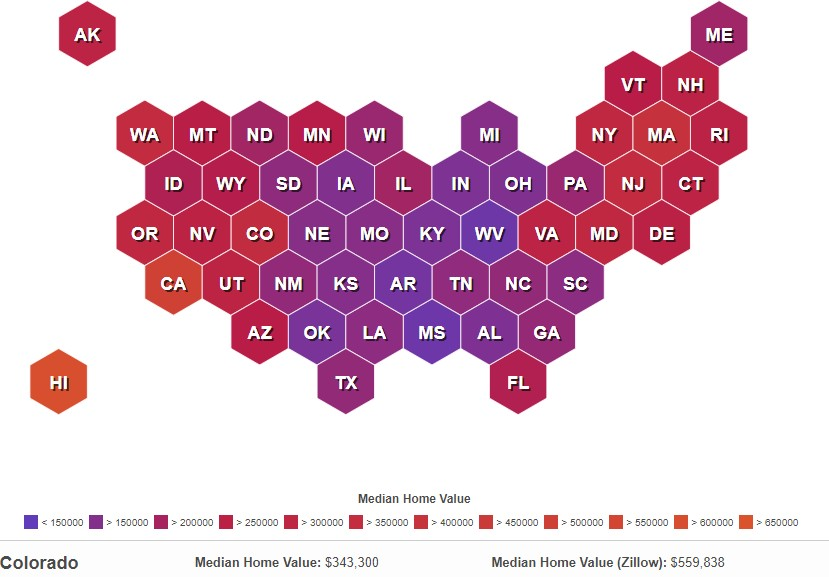 AK ME
VT NH
WA MT ND MN WI MI NY MA RI
ID WY SD IA IL IN OH PA NJ CT
OR NV CO NE MO KY WV VA MD DE
CA UT NM KS AR TN NC SC
AZ OK LA MS AL GA
HI TX FL
Median Home Value
< 150000 > 150000 > 200000 > 250000 > 300000 > 350000 > 400000 > 450000 > 500000 > 550000 > 600000 > 650000
Colorado Median Home Value: $343,300 Median Home Value (Zillow): $559,838